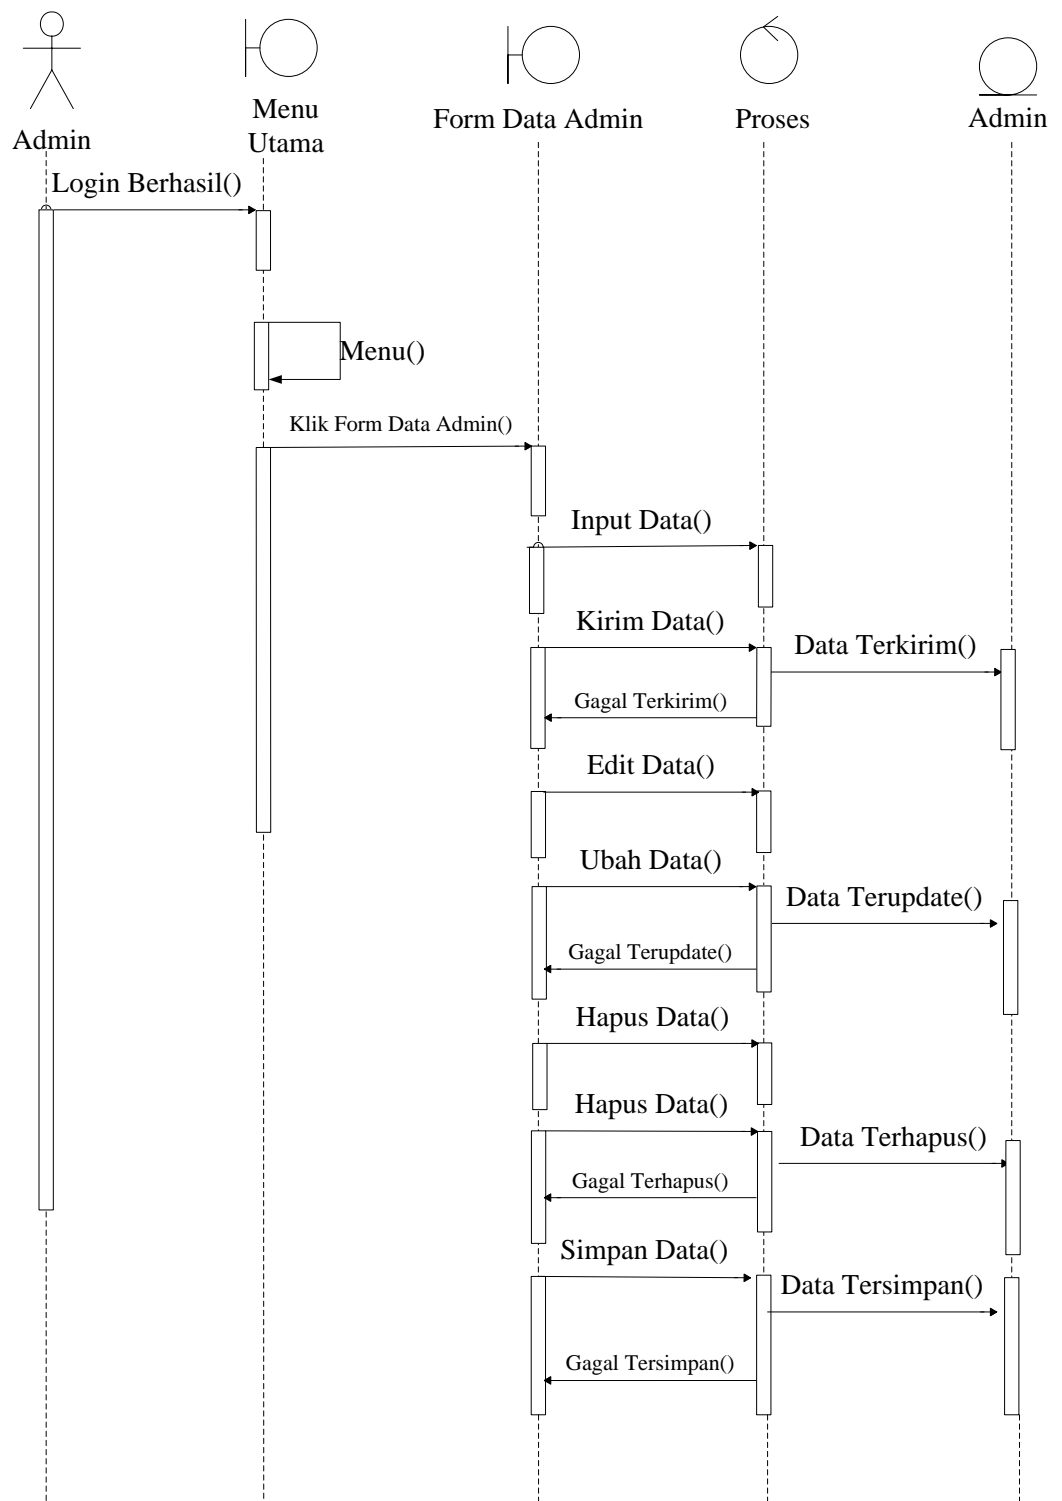 Admin
Menu
Utama
Form Data Admin
Proses
Admin
Login Berhasil()
Menu()
Klik Form Data Admin()
Input Data()
Kirim Data()
Data Terkirim()
Gagal Terkirim()
Edit Data()
Ubah Data()
Data Terupdate()
Gagal Terupdate()
Hapus Data()
Hapus Data()
Data Terhapus()
Gagal Terhapus()
Simpan Data()
Data Tersimpan()
Gagal Tersimpan()